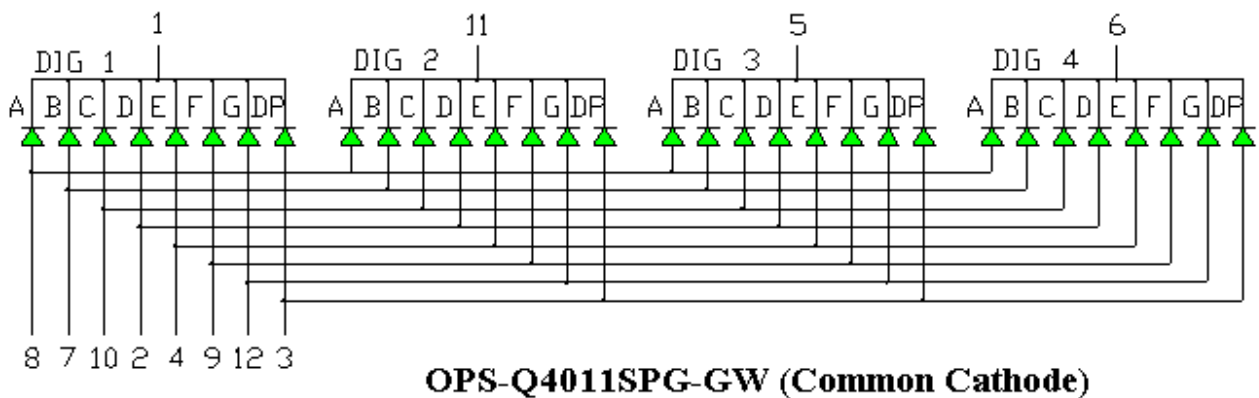 1 11 5 6
DIG 1 DIG 2 DIG 3 DIG 4
A B C D E F G DP A B C D E F G DP A B C D E F G DP A B C D E F G DP
8 7 10 2 4 9 12 3
OPS-Q4011SPG-GW (Common Cathode)